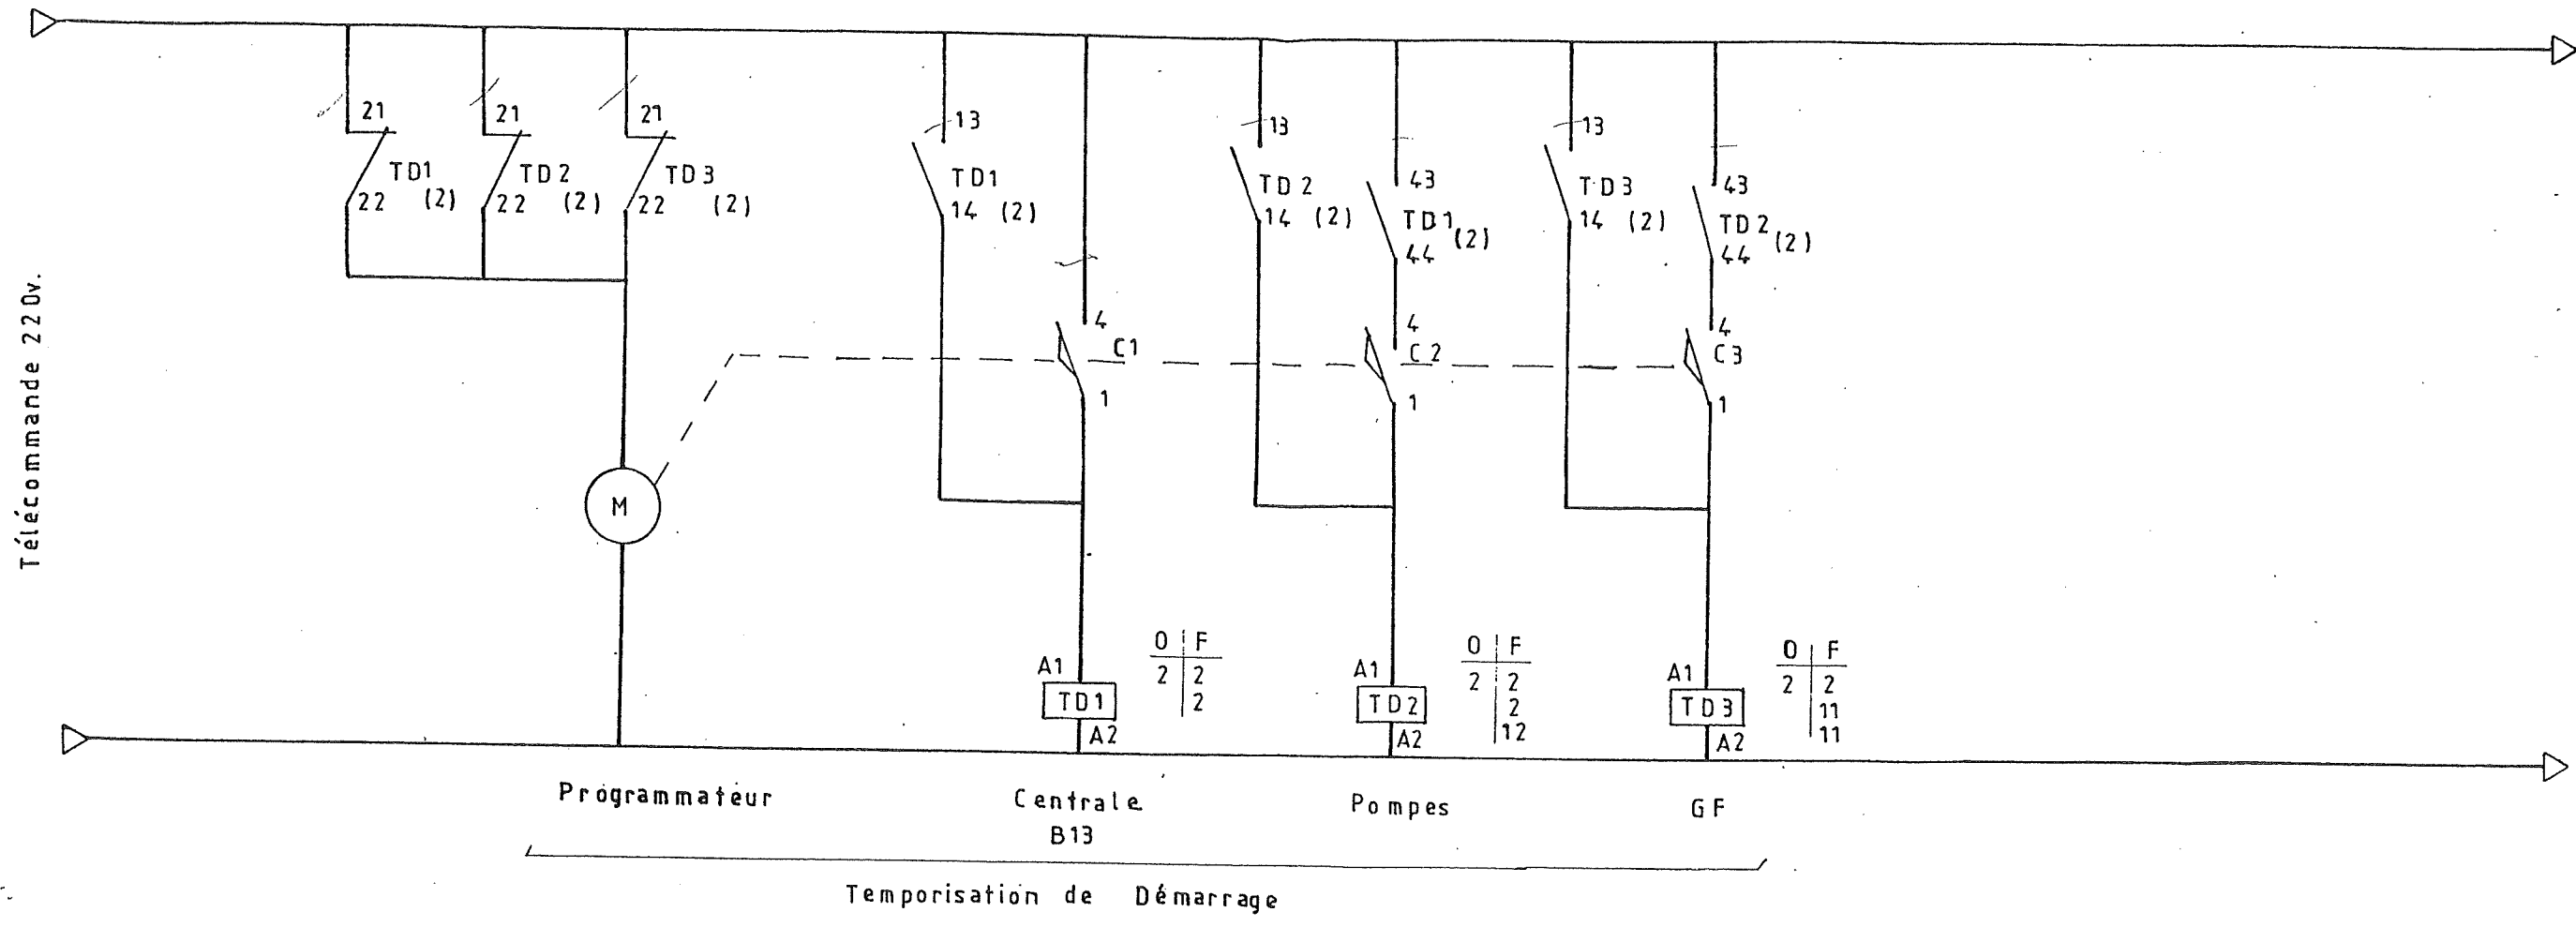 Télécommande 220v.
21
TD1
22 (2)
21
TD2
22 (2)
21
TD3
22 (2)
M
13
TD1
14 (2)
4
C1
1
A1
TD1
A2
O F
2 2
2
13
TD2
14 (2)
43
TD1
44 (2)
4
C2
1
A1
TD2
A2
O F
2 2
2
12
13
TD3
14 (2)
43
TD2
44 (2)
4
C3
1
A1
TD3
A2
O F
2 2
11
11
Programmateur
Centrale
B13
Pompes
GF
Temporisation de Démarrage